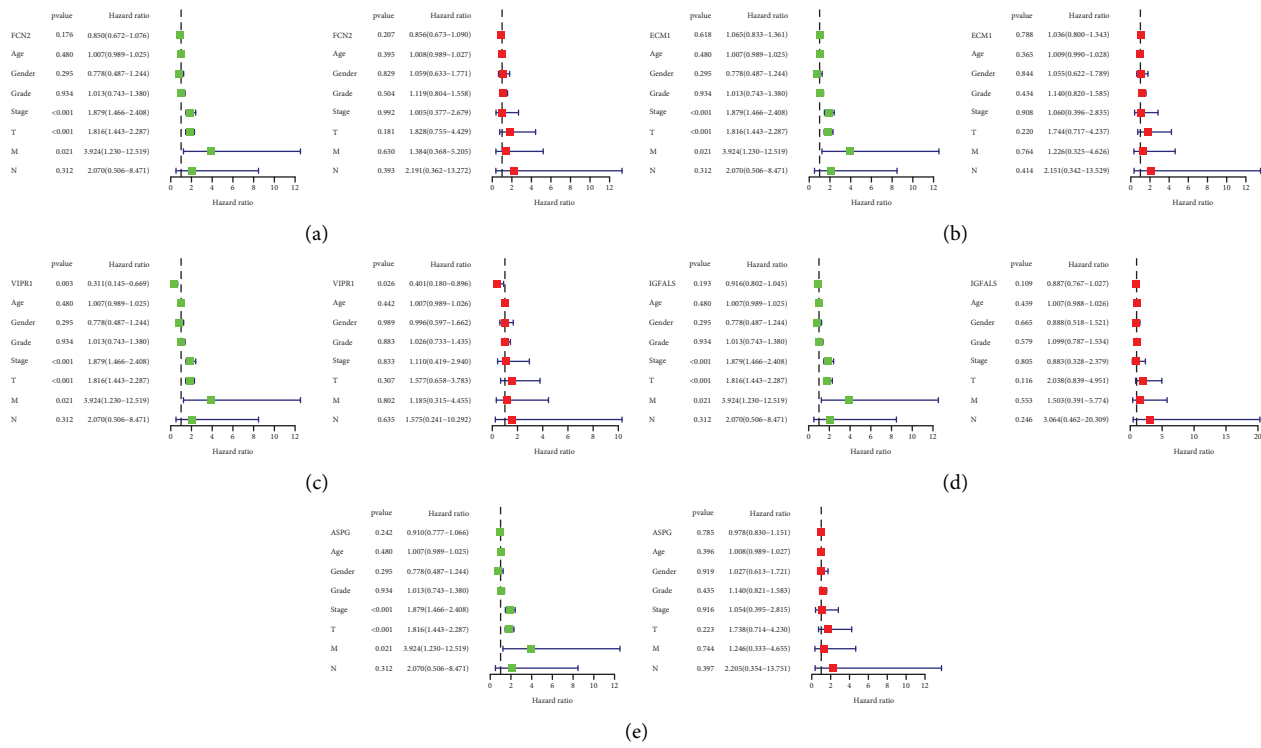 pvalue Hazard ratio
FCN2 0.176 0.850(0.672−1.076)
Age 0.480 1.007(0.989−1.025)
Gender 0.295 0.778(0.487−1.244)
Grade 0.934 1.013(0.743−1.380)
Stage <0.001 1.879(1.466−2.408)
T <0.001 1.816(1.443−2.287)
M 0.021 3.924(1.230−12.519)
N 0.312 2.070(0.506−8.471)
0 2 4 6 8 10 12
Hazard ratio
pvalue Hazard ratio
FCN2 0.207 0.856(0.673−1.090)
Age 0.395 1.008(0.989−1.027)
Gender 0.829 1.059(0.633−1.771)
Grade 0.504 1.119(0.804−1.558)
Stage 0.992 1.005(0.377−2.679)
T 0.181 1.828(0.755−4.429)
M 0.630 1.384(0.368−5.205)
N 0.393 2.191(0.362−13.272)
0 2 4 6 8 10 12
Hazard ratio
(a)
pvalue Hazard ratio
ECM1 0.618 1.065(0.833−1.361)
Age 0.480 1.007(0.989−1.025)
Gender 0.295 0.778(0.487−1.244)
Grade 0.934 1.013(0.743−1.380)
Stage <0.001 1.879(1.466−2.408)
T <0.001 1.816(1.443−2.287)
M 0.021 3.924(1.230−12.519)
N 0.312 2.070(0.506−8.471)
0 2 4 6 8 10 12
Hazard ratio
pvalue Hazard ratio
ECM1 0.788 1.036(0.800−1.343)
Age 0.365 1.009(0.990−1.028)
Gender 0.844 1.055(0.622−1.789)
Grade 0.434 1.140(0.820−1.585)
Stage 0.908 1.060(0.396−2.835)
T 0.220 1.744(0.717−4.237)
M 0.764 1.226(0.325−4.626)
N 0.414 2.151(0.342−13.529)
0 2 4 6 8 10 12
Hazard ratio
(b)
pvalue Hazard ratio
VIPR1 0.003 0.311(0.145−0.669)
Age 0.480 1.007(0.989−1.025)
Gender 0.295 0.778(0.487−1.244)
Grade 0.934 1.013(0.743−1.380)
Stage <0.001 1.879(1.466−2.408)
T <0.001 1.816(1.443−2.287)
M 0.021 3.924(1.230−12.519)
N 0.312 2.070(0.506−8.471)
0 2 4 6 8 10 12
Hazard ratio
pvalue Hazard ratio
VIPR1 0.026 0.401(0.180−0.896)
Age 0.442 1.007(0.989−1.026)
Gender 0.989 0.996(0.597−1.662)
Grade 0.883 1.026(0.733−1.435)
Stage 0.833 1.110(0.419−2.940)
T 0.307 1.577(0.658−3.783)
M 0.802 1.185(0.315−4.455)
N 0.635 1.575(0.241−10.292)
0 2 4 6 8 10
Hazard ratio
(c)
pvalue Hazard ratio
IGFALS 0.193 0.916(0.802−1.045)
Age 0.480 1.007(0.989−1.025)
Gender 0.295 0.778(0.487−1.244)
Grade 0.934 1.013(0.743−1.380)
Stage <0.001 1.879(1.466−2.408)
T <0.001 1.816(1.443−2.287)
M 0.021 3.924(1.230−12.519)
N 0.312 2.070(0.506−8.471)
0 2 4 6 8 10 12
Hazard ratio
pvalue Hazard ratio
IGFALS 0.109 0.887(0.767−1.027)
Age 0.459 1.007(0.988−1.026)
Gender 0.665 0.888(0.518−1.521)
Grade 0.579 1.099(0.787−1.534)
Stage 0.805 0.883(0.328−2.379)
T 0.116 2.038(0.839−4.951)
M 0.553 1.503(0.391−5.774)
N 0.246 3.064(0.462−20.309)
0 5 10 15 20
Hazard ratio
(d)
pvalue Hazard ratio
ASPG 0.242 0.910(0.777−1.066)
Age 0.480 1.007(0.989−1.025)
Gender 0.295 0.778(0.487−1.244)
Grade 0.934 1.013(0.743−1.380)
Stage <0.001 1.879(1.466−2.408)
T <0.001 1.816(1.443−2.287)
M 0.021 3.924(1.230−12.519)
N 0.312 2.070(0.506−8.471)
0 2 4 6 8 10 12
Hazard ratio
pvalue Hazard ratio
ASPG 0.785 0.978(0.830−1.151)
Age 0.396 1.008(0.989−1.027)
Gender 0.919 1.027(0.613−1.721)
Grade 0.435 1.140(0.821−1.583)
Stage 0.916 1.054(0.395−2.815)
T 0.223 1.738(0.714−4.230)
M 0.744 1.246(0.333−4.655)
N 0.397 2.205(0.354−13.751)
0 2 4 6 8 10 12
Hazard ratio
(e)